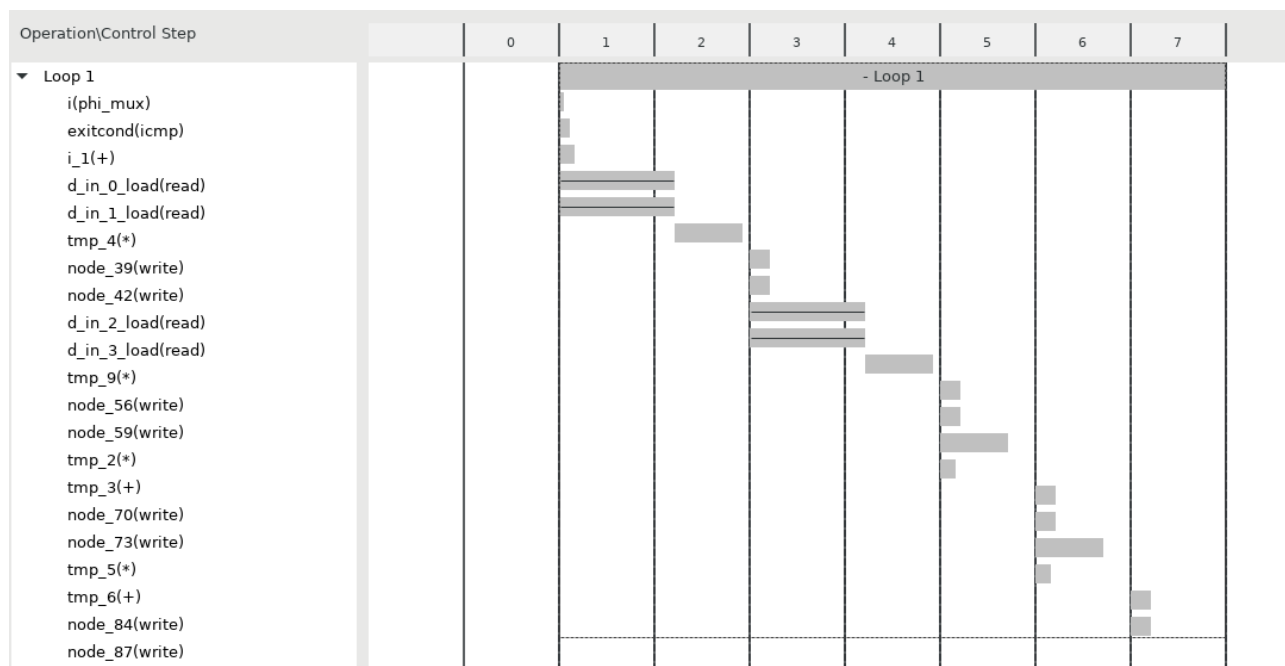 Operation\Control Step 0 1 2 3 4 5 6 7
Loop 1 - Loop 1
i(phi_mux)
exitcond(icmp)
i_1(+)
d_in_0_load(read)
d_in_1_load(read)
tmp_4(*)
node_39(write)
node_42(write)
d_in_2_load(read)
d_in_3_load(read)
tmp_9(*)
node_56(write)
node_59(write)
tmp_2(*)
tmp_3(+)
node_70(write)
node_73(write)
tmp_5(*)
tmp_6(+)
node_84(write)
node_87(write)